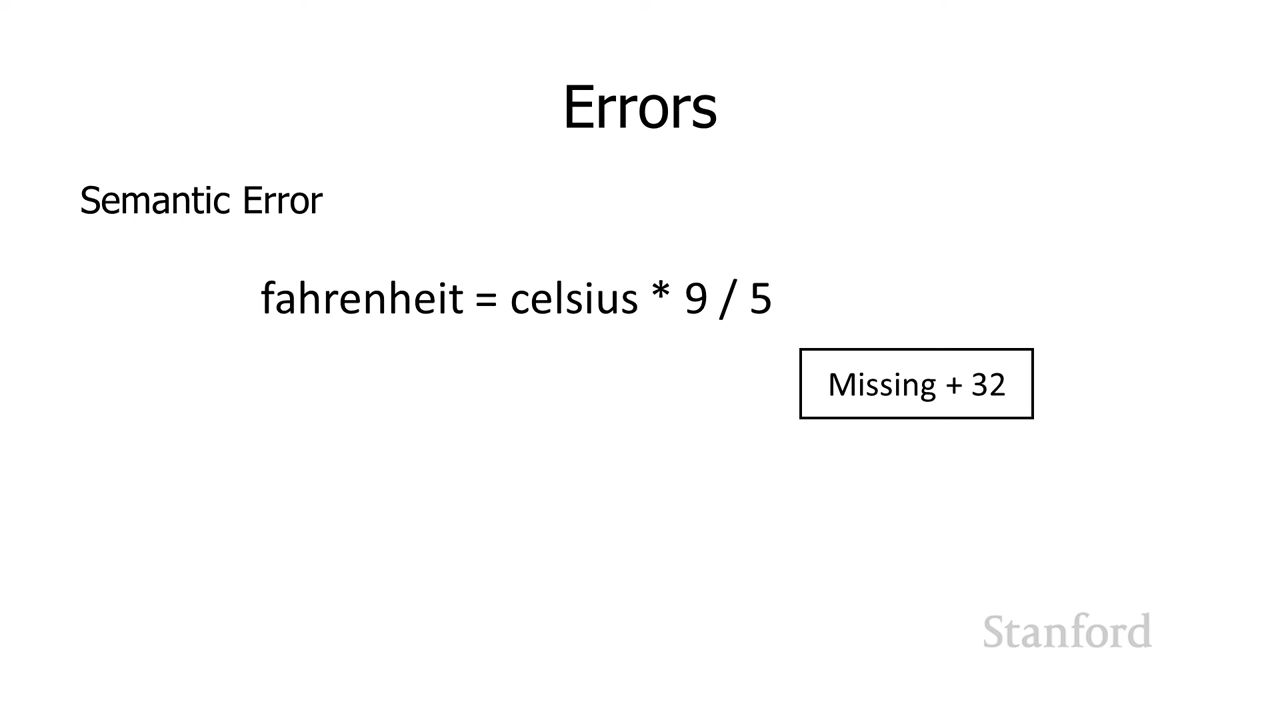 Errors
Semantic Error
fahrenheit = celsius * 9 / 5
Missing + 32
Stanford